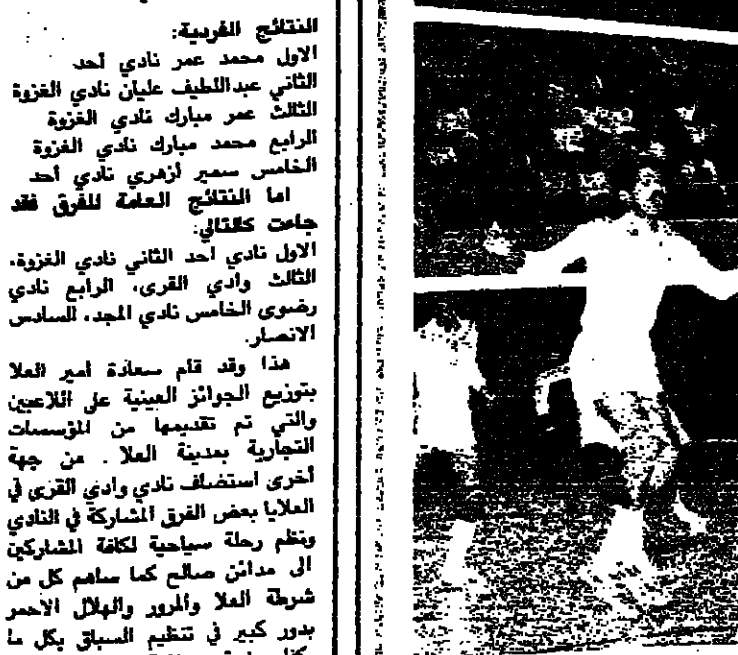 النتائج الفردية:
الاول محمد عمر نادي أحد
الثاني عبداللطيف عليان نادي الغزوة
الثالث عمر مبارك نادي الغزوة
الرابع محمد مبارك نادي الغزوة
الخامس سمير أزهري نادي أحد
اما النتائج العامة للفرق فقد
جاءت كالتالي:
الاول نادي احد الثاني نادي الغزوة،
الثالث وادي القرى، الرابع نادي
رضوى الخامس نادي المجد، السادس
الانصار.
هذا وقد قام سعادة امير العلا
بتوزيع الجوائز العينية على اللاعبين
والتي تم تقديمها من المؤسسات
التجارية بمدينة العلا. من جهة
أخرى استضاف نادي وادي القرى في
العلايا بعض الفرق المشاركة في النادي
ونظم رحلة سياحية لكافة المشاركين
الى مدائن صالح كما ساهم كل من
شرطة العلا والمرور والهلال الاحمر
بدور كبير في تنظيم السباق بكل ما